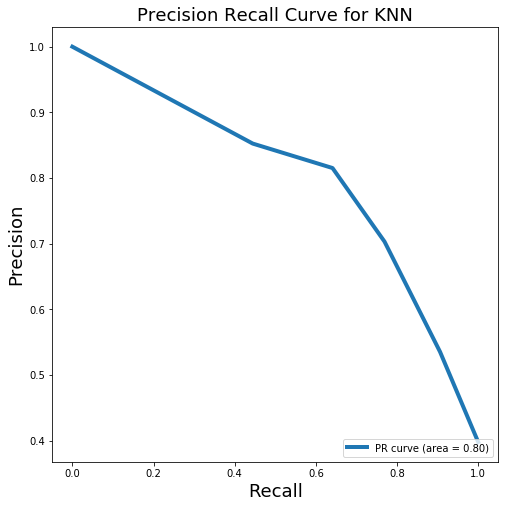 Precision Recall Curve for KNN
1.0
0.9
0.8
0.7
0.6
0.5
0.4
Precision
0.0 0.2 0.4 0.6 0.8 1.0
Recall
PR curve (area = 0.80)